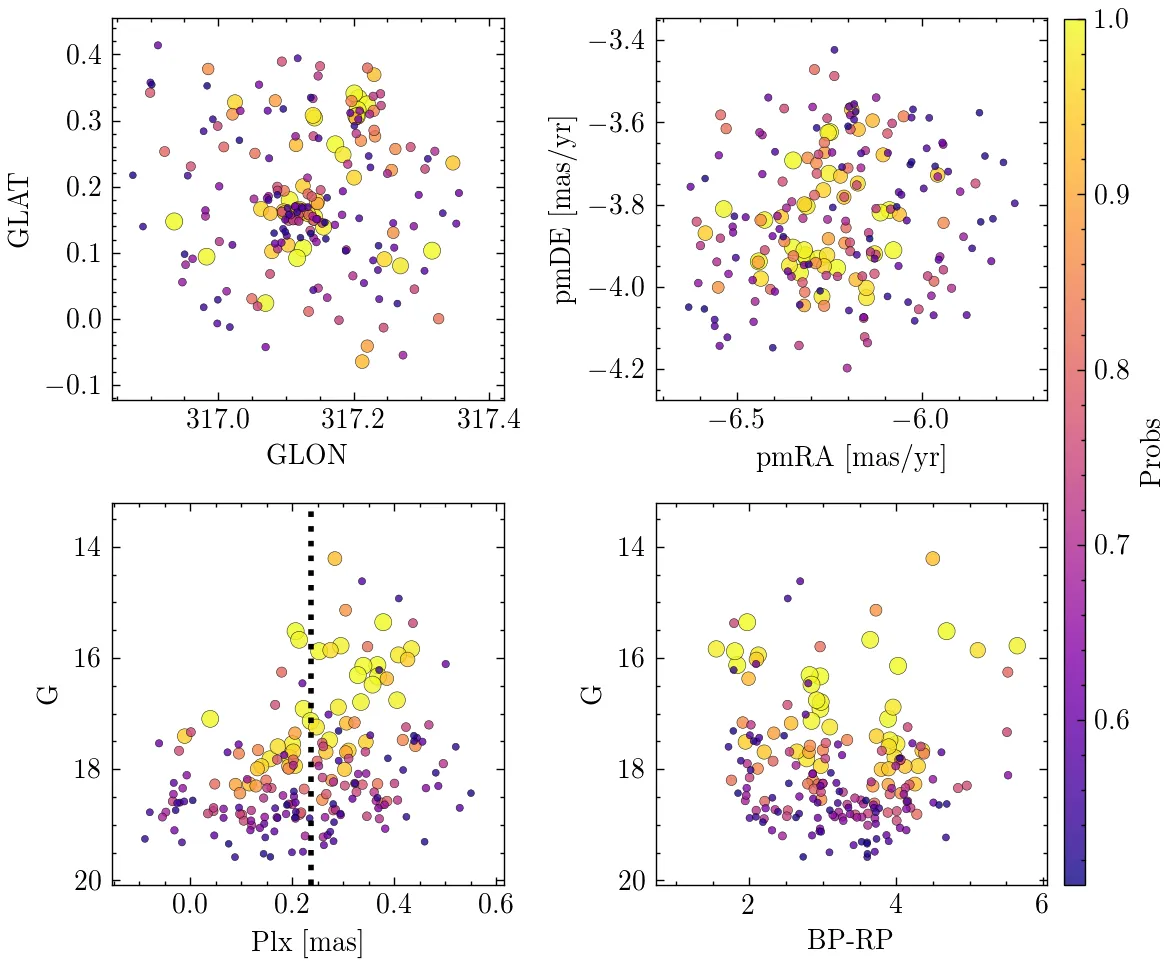 0.4
0.3
0.2
0.1
0.0
−0.1
GLAT
317.0 317.2 317.4
GLON
−3.4
−3.6
−3.8
−4.0
−4.2
pmDE [mas/yr]
−6.5 −6.0
pmRA [mas/yr]
1.0
0.9
0.8
0.7
0.6
Probs
14
16
18
20
G
0.0 0.2 0.4 0.6
Plx [mas]
14
16
18
20
G
2 4 6
BP-RP